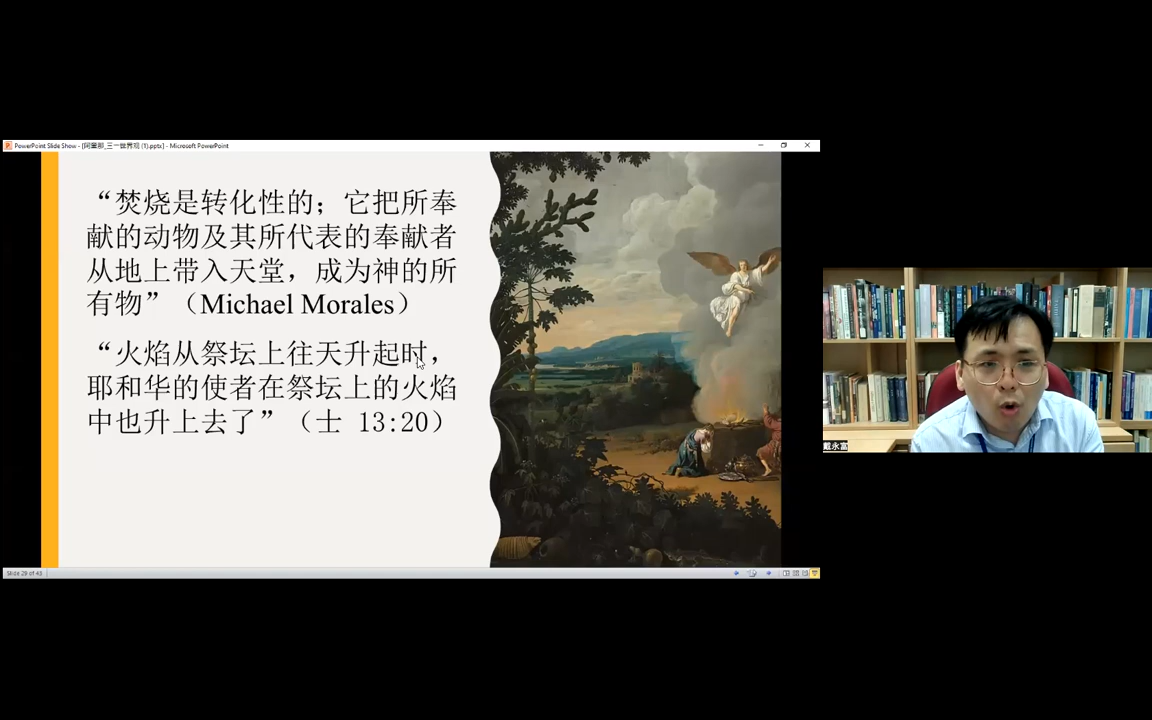 PowerPoint Slide Show - [阿奎那_三一世界观 (1).pptx] - Microsoft PowerPoint
“焚烧是转化性的；它把所奉
献的动物及其所代表的奉献者
从地上带入天堂，成为神的所
有物”（Michael Morales）
“火焰从祭坛上往天升起时，
耶和华的使者在祭坛上的火焰
中也升上去了”（士 13:20）
戴永富
Slide 29 of 43